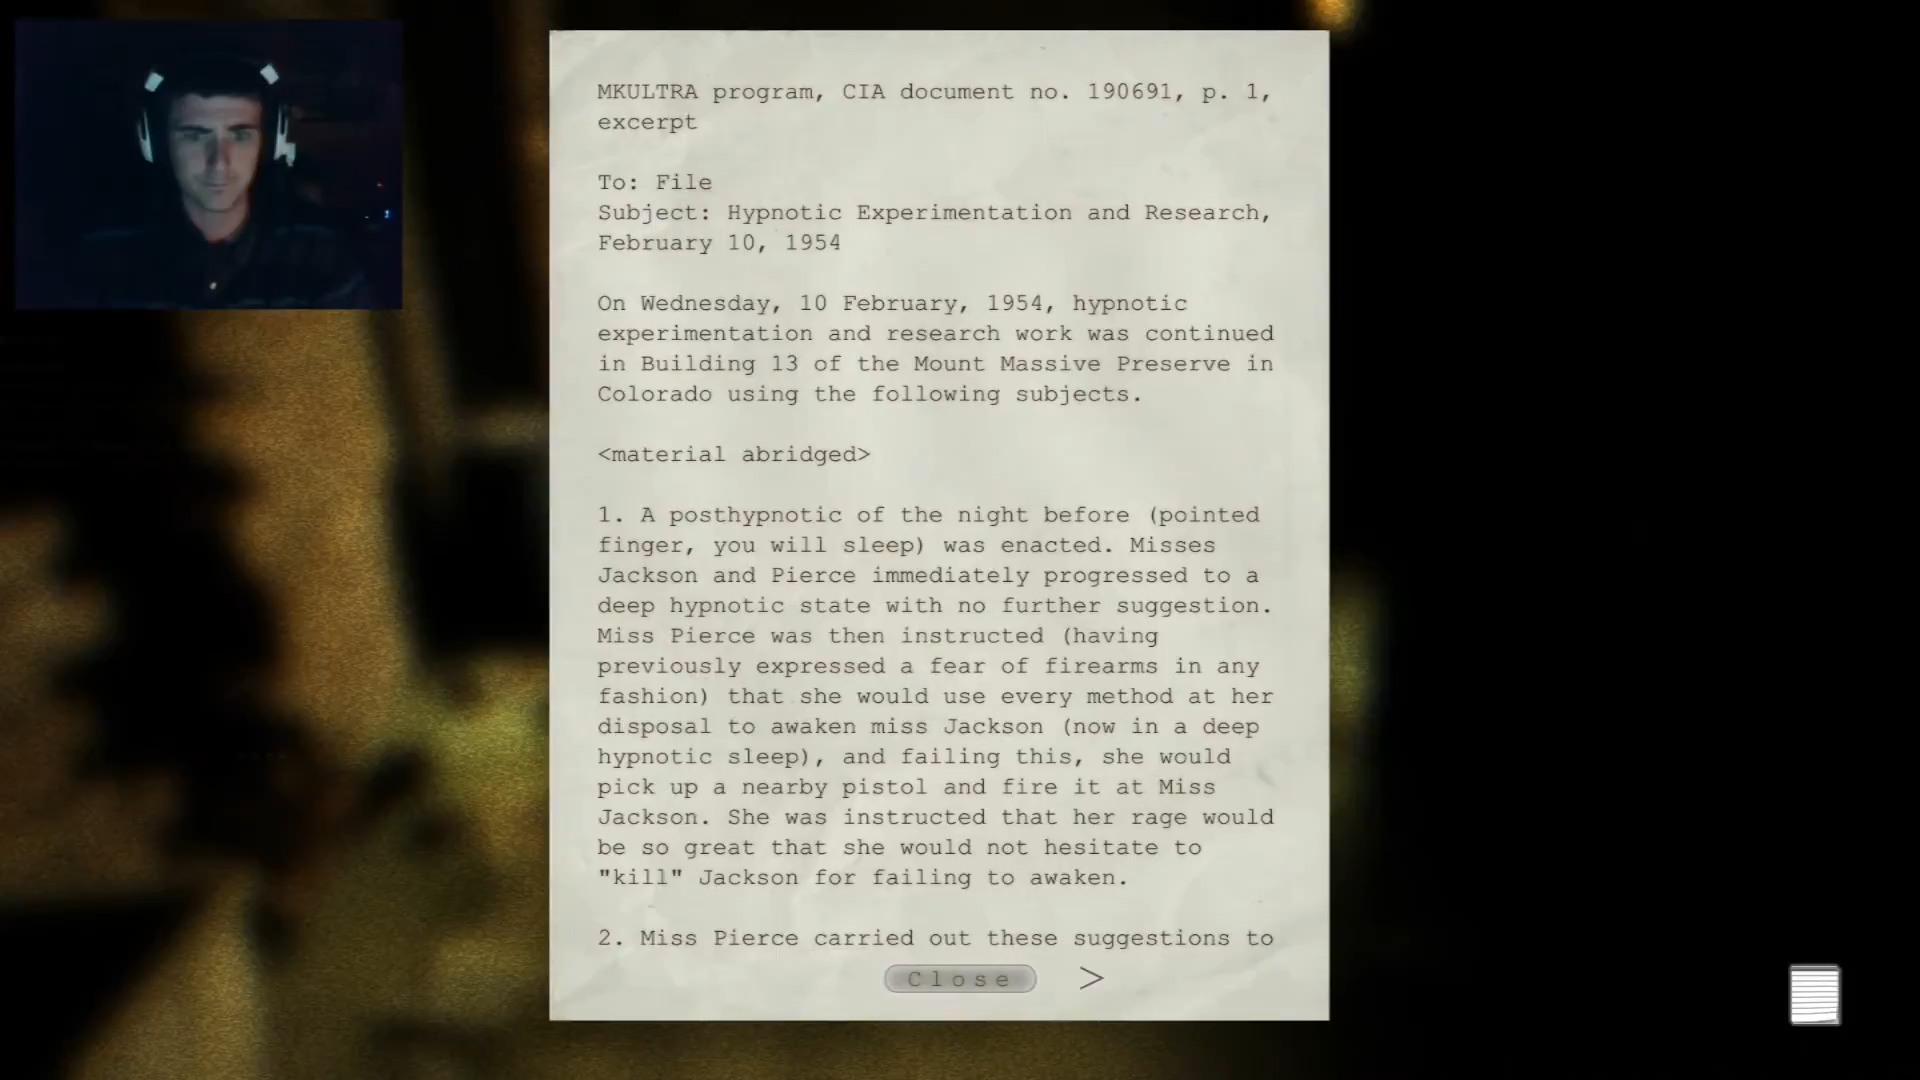 MKULTRA program, CIA document no. 190691, p. 1,
excerpt
To: File
Subject: Hypnotic Experimentation and Research,
February 10, 1954
On Wednesday, 10 February, 1954, hypnotic
experimentation and research work was continued
in Building 13 of the Mount Massive Preserve in
Colorado using the following subjects.
<material abridged>
1. A posthypnotic of the night before (pointed
finger, you will sleep) was enacted. Misses
Jackson and Pierce immediately progressed to a
deep hypnotic state with no further suggestion.
Miss Pierce was then instructed (having
previously expressed a fear of firearms in any
fashion) that she would use every method at her
disposal to awaken miss Jackson (now in a deep
hypnotic sleep), and failing this, she would
pick up a nearby pistol and fire it at Miss
Jackson. She was instructed that her rage would
be so great that she would not hesitate to
"kill" Jackson for failing to awaken.
2. Miss Pierce carried out these suggestions to
Close >